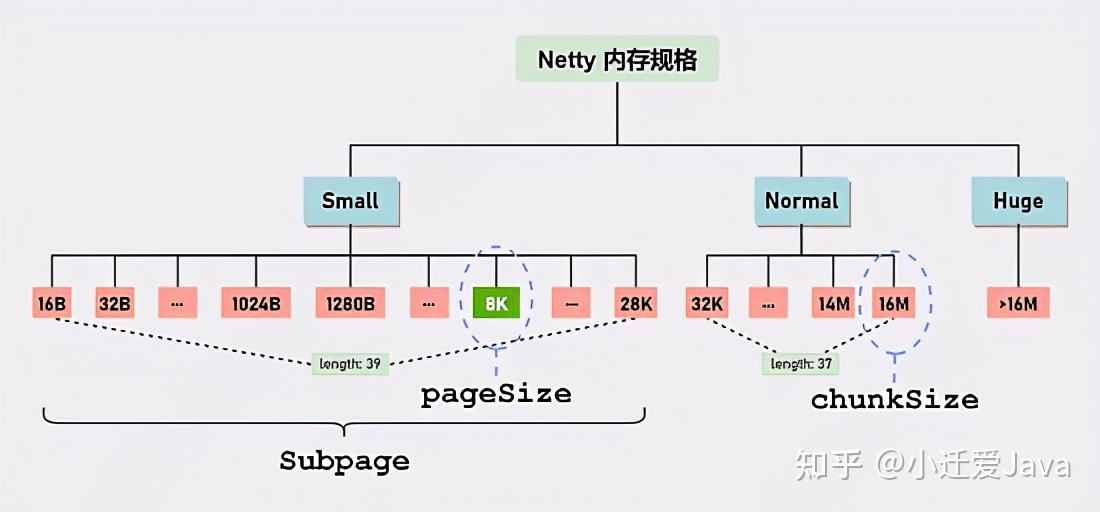 Netty 内存规格
Small
Normal
Huge
16B
32B
...
1024B
1280B
...
8K
...
28K
32K
...
14M
16M
>16M
length: 39
length: 37
pageSize
chunkSize
Subpage
知乎 @小迁爱Java